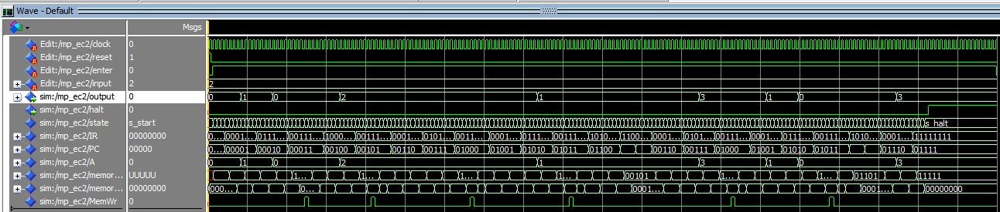 Wave - Default
Msgs
Edit:/mp_ec2/clock 0
Edit:/mp_ec2/reset 1
Edit:/mp_ec2/enter 0
Edit:/mp_ec2/input 2 2
sim:/mp_ec2/output 0 0 1 0 2 1 3 1 0 3
sim:/mp_ec2/halt 0
sim:/mp_ec2/state s_start s_halt
sim:/mp_ec2/IR 00000000 0... 0001... 0111... 00111... 1000... 00111... 0001... 0101... 00111... 0001... 0111... 00111... 1010... 1100... 0001... 0101... 00111... 0001... 0111... 00111... 1010... 0001... 11111111
sim:/mp_ec2/PC 00000 0... 00001 00010 00011 00100 00101 00110 00111 01000 01001 01010 01011 01100 00110 00111 01000 01001 01010 01011 01110 01111
sim:/mp_ec2/A 0 0 1 0 2 1 3 1 0 3
sim:/mp_ec2/memor... UUUUU 1... 1... 1... 1... 00101 1... 1... 01101 11111
sim:/mp_ec2/memor... 00000000 000... 0... 0001... 0001... 00000000
sim:/mp_ec2/MemWr 0